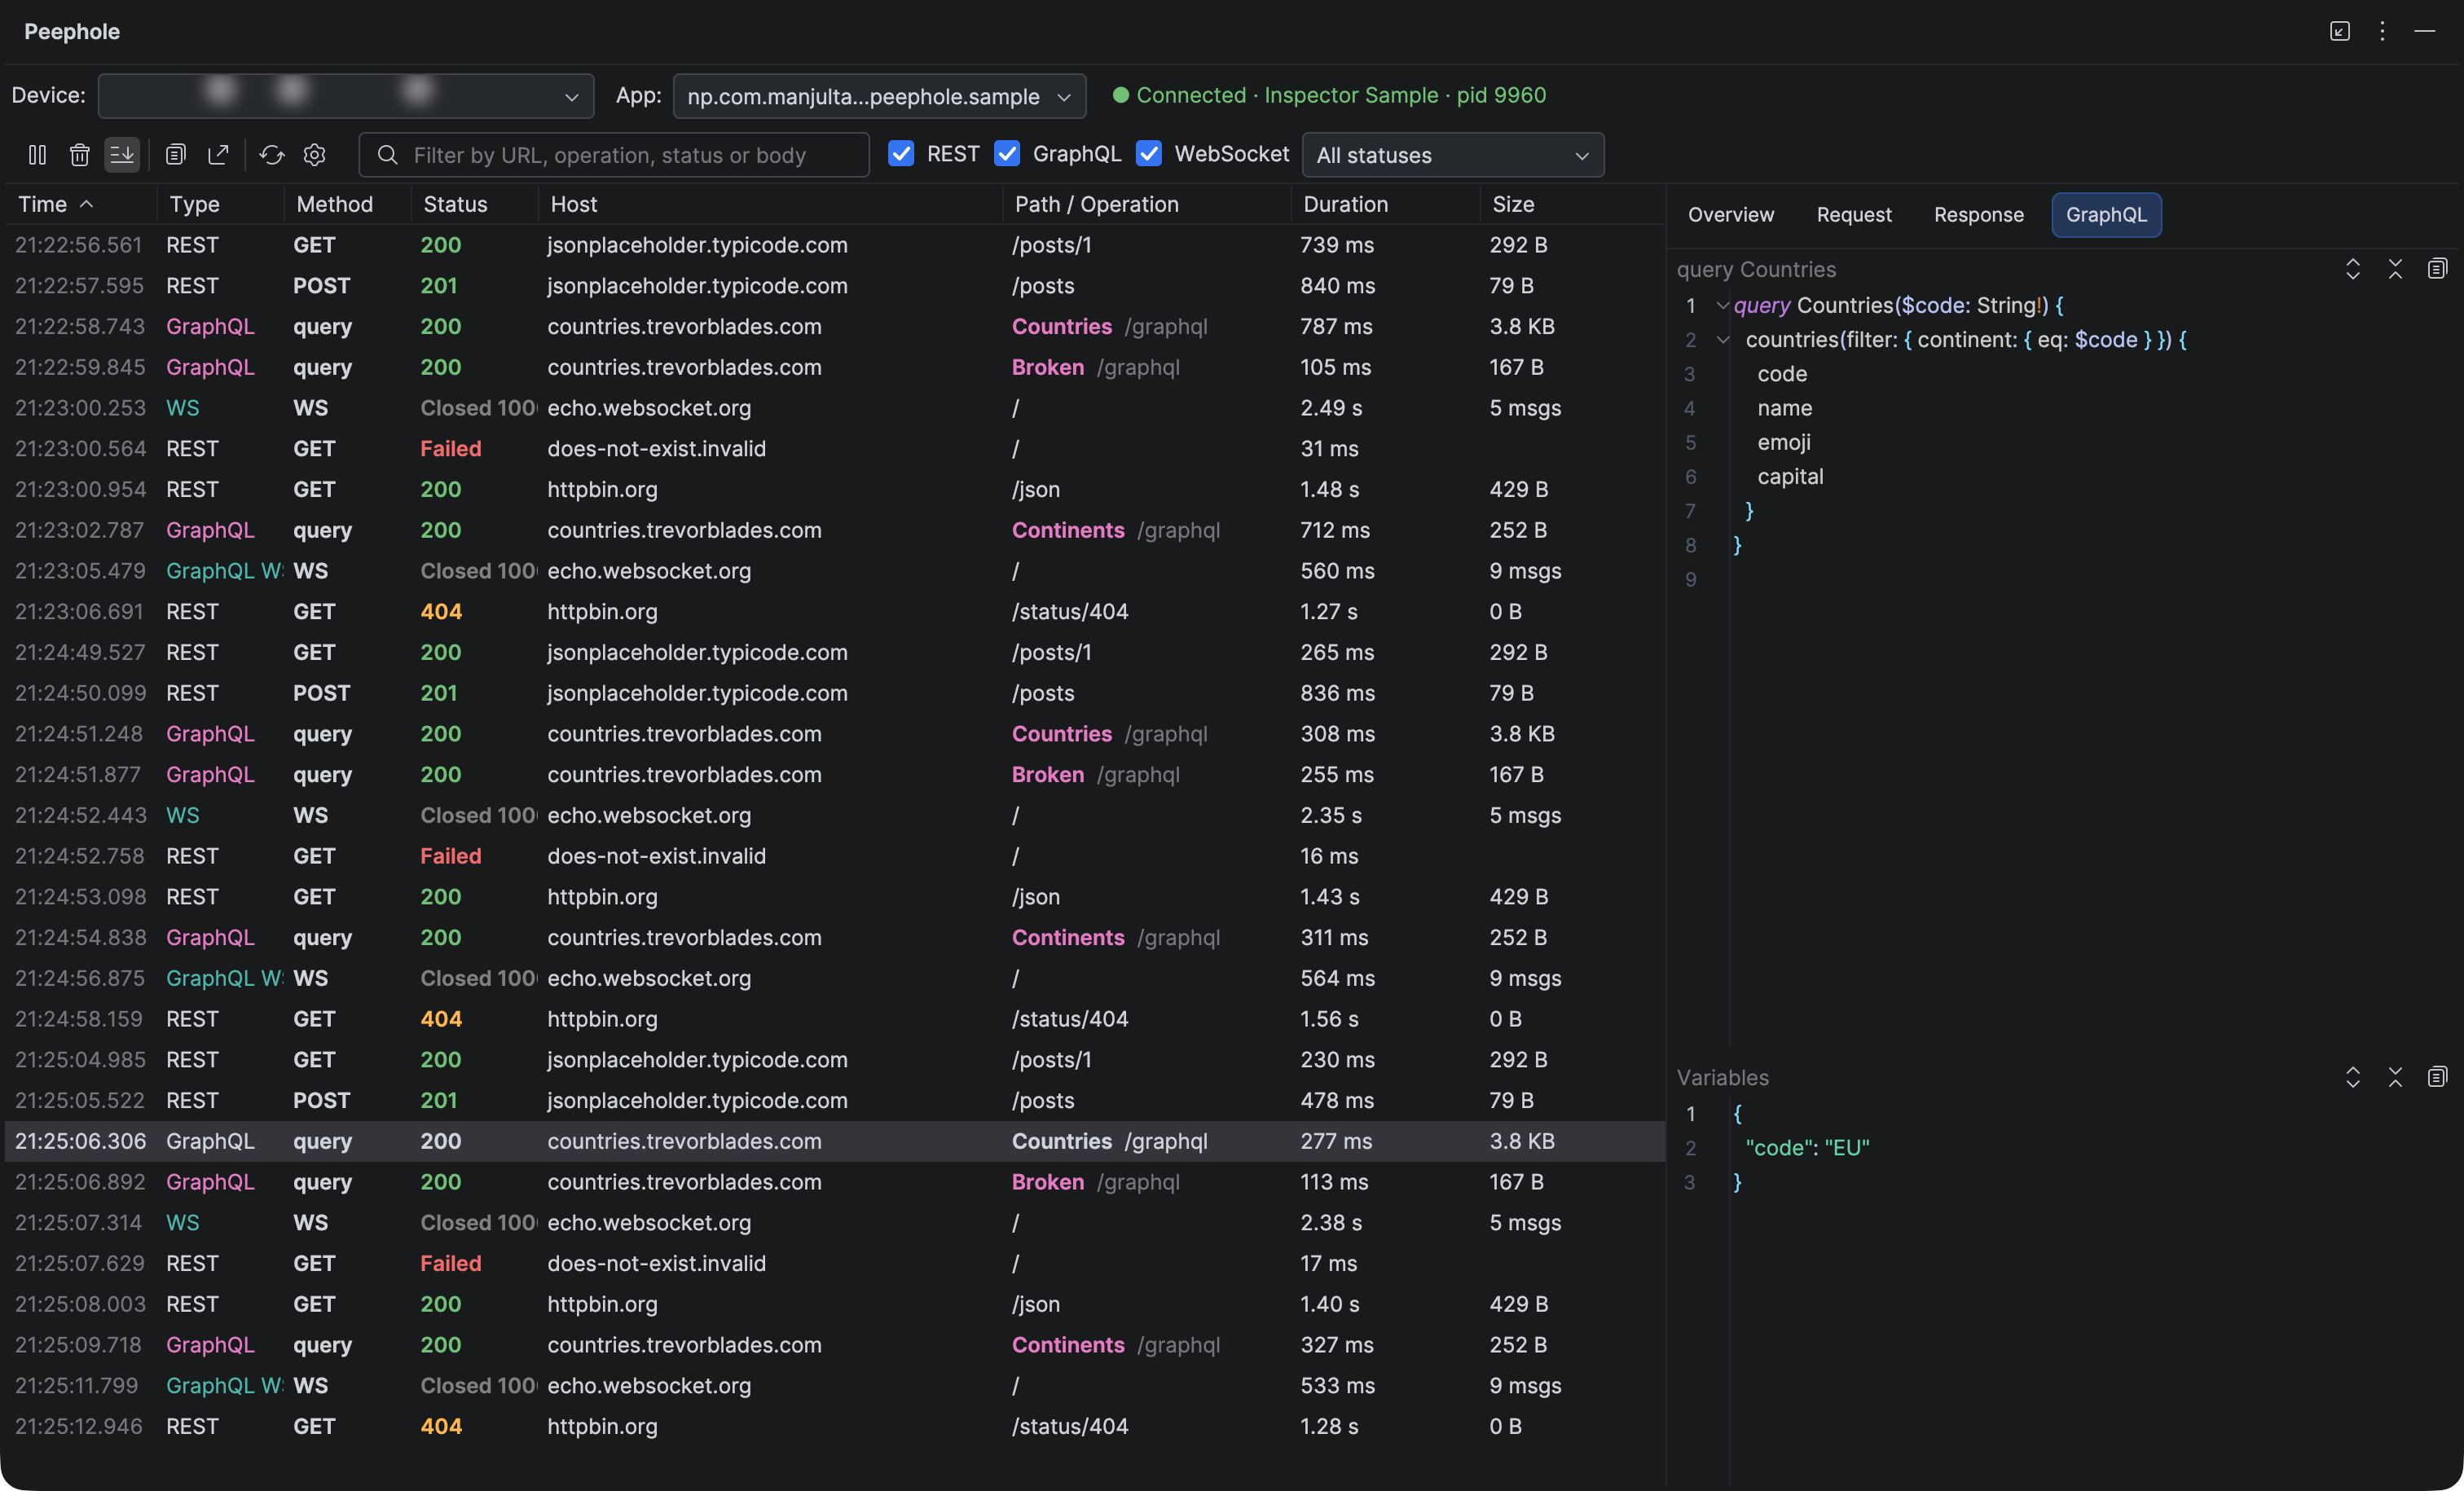 Peephole
Device: App: np.com.manjulta...peephole.sample Connected · Inspector Sample · pid 9960
Filter by URL, operation, status or body REST GraphQL WebSocket All statuses
Time Type Method Status Host Path / Operation Duration Size
21:22:56.561 REST GET 200 jsonplaceholder.typicode.com /posts/1 739 ms 292 B
21:22:57.595 REST POST 201 jsonplaceholder.typicode.com /posts 840 ms 79 B
21:22:58.743 GraphQL query 200 countries.trevorblades.com Countries /graphql 787 ms 3.8 KB
21:22:59.845 GraphQL query 200 countries.trevorblades.com Broken /graphql 105 ms 167 B
21:23:00.253 WS WS Closed 100 echo.websocket.org / 2.49 s 5 msgs
21:23:00.564 REST GET Failed does-not-exist.invalid / 31 ms
21:23:00.954 REST GET 200 httpbin.org /json 1.48 s 429 B
21:23:02.787 GraphQL query 200 countries.trevorblades.com Continents /graphql 712 ms 252 B
21:23:05.479 GraphQL W WS Closed 100 echo.websocket.org / 560 ms 9 msgs
21:23:06.691 REST GET 404 httpbin.org /status/404 1.27 s 0 B
21:24:49.527 REST GET 200 jsonplaceholder.typicode.com /posts/1 265 ms 292 B
21:24:50.099 REST POST 201 jsonplaceholder.typicode.com /posts 836 ms 79 B
21:24:51.248 GraphQL query 200 countries.trevorblades.com Countries /graphql 308 ms 3.8 KB
21:24:51.877 GraphQL query 200 countries.trevorblades.com Broken /graphql 255 ms 167 B
21:24:52.443 WS WS Closed 100 echo.websocket.org / 2.35 s 5 msgs
21:24:52.758 REST GET Failed does-not-exist.invalid / 16 ms
21:24:53.098 REST GET 200 httpbin.org /json 1.43 s 429 B
21:24:54.838 GraphQL query 200 countries.trevorblades.com Continents /graphql 311 ms 252 B
21:24:56.875 GraphQL W WS Closed 100 echo.websocket.org / 564 ms 9 msgs
21:24:58.159 REST GET 404 httpbin.org /status/404 1.56 s 0 B
21:25:04.985 REST GET 200 jsonplaceholder.typicode.com /posts/1 230 ms 292 B
21:25:05.522 REST POST 201 jsonplaceholder.typicode.com /posts 478 ms 79 B
21:25:06.306 GraphQL query 200 countries.trevorblades.com Countries /graphql 277 ms 3.8 KB
21:25:06.892 GraphQL query 200 countries.trevorblades.com Broken /graphql 113 ms 167 B
21:25:07.314 WS WS Closed 100 echo.websocket.org / 2.38 s 5 msgs
21:25:07.629 REST GET Failed does-not-exist.invalid / 17 ms
21:25:08.003 REST GET 200 httpbin.org /json 1.40 s 429 B
21:25:09.718 GraphQL query 200 countries.trevorblades.com Continents /graphql 327 ms 252 B
21:25:11.799 GraphQL W WS Closed 100 echo.websocket.org / 533 ms 9 msgs
21:25:12.946 REST GET 404 httpbin.org /status/404 1.28 s 0 B
Overview Request Response GraphQL
query Countries
1 query Countries($code: String!) {
2 countries(filter: { continent: { eq: $code } }) {
3 code
4 name
5 emoji
6 capital
7 }
8 }
9
Variables
1 {
2 "code": "EU"
3 }